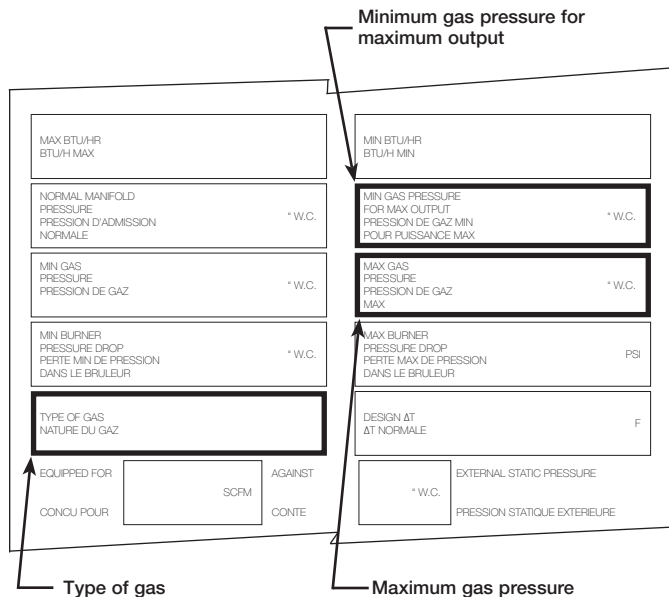 Minimum gas pressure for
maximum output
MAX BTU/HR
BTU/H MAX
NORMAL MANIFOLD
PRESSURE
PRESSION D'ADMISSION
NORMALE
" W.C.
MIN GAS
PRESSURE
PRESSION DE GAZ
" W.C.
MIN BURNER
PRESSURE DROP
PERTE MIN DE PRESSION
DANS LE BRULEUR
" W.C.
TYPE OF GAS
NATURE DU GAZ
EQUIPPED FOR
CONCU POUR
SCFM
AGAINST
CONTE
MIN BTU/HR
BTU/H MIN
MIN GAS PRESSURE
FOR MAX OUTPUT
PRESSION DE GAZ MIN
POUR PUISSANCE MAX
" W.C.
MAX GAS
PRESSURE
PRESSION DE GAZ
MAX
" W.C.
MAX BURNER
PRESSURE DROP
PERTE MAX DE PRESSION
DANS LE BRULEUR
PSI
DESIGN ΔT
ΔT NORMALE
F
" W.C.
EXTERNAL STATIC PRESSURE
PRESSION STATIQUE EXTERIEURE
Type of gas
Maximum gas pressure